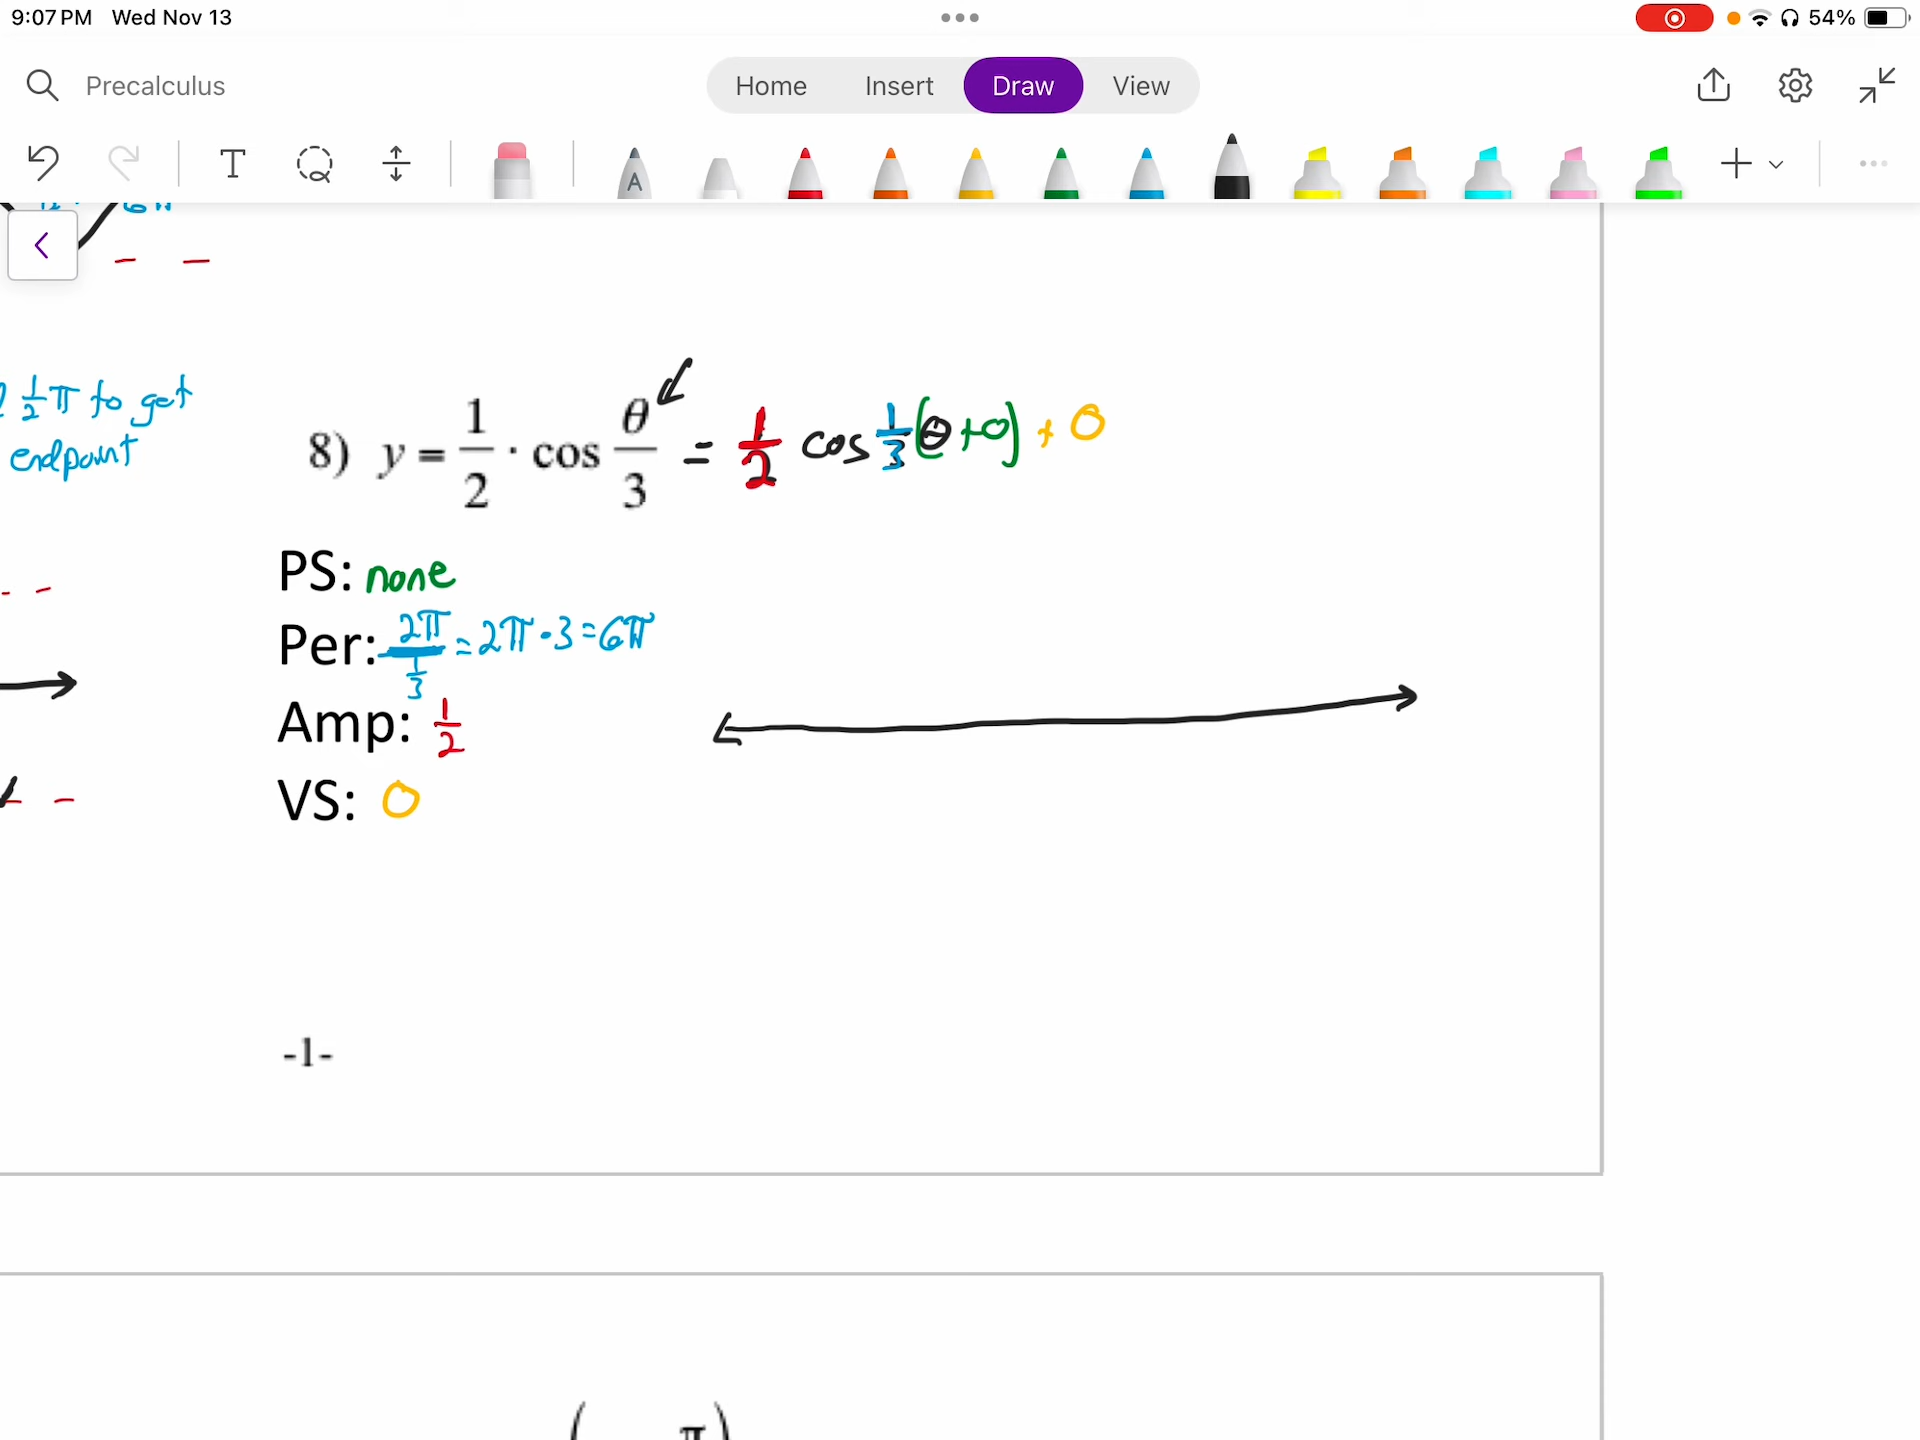 9:07 PM Wed Nov 13
54%
Precalculus
Home Insert Draw View
T
A
6π
1/2 π to get
endpoint
8) y = 1/2 · cos θ/3 = 1/2 cos 1/3 (θ+0) + 0
PS: none
Per: 2π/(1/3) = 2π·3 = 6π
Amp: 1/2
VS: 0
-1-
( π )